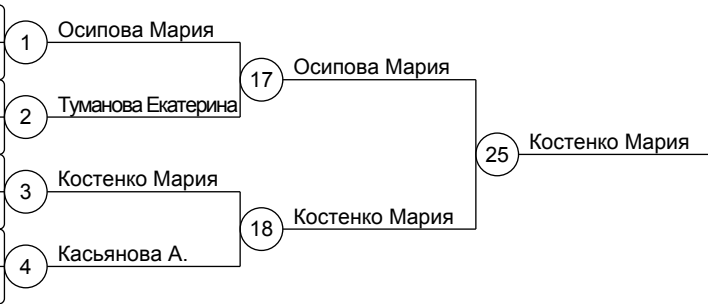 1 Осипова Мария
17 Осипова Мария
2 Туманова Екатерина
25 Костенко Мария
3 Костенко Мария
18 Костенко Мария
4 Касьянова А.